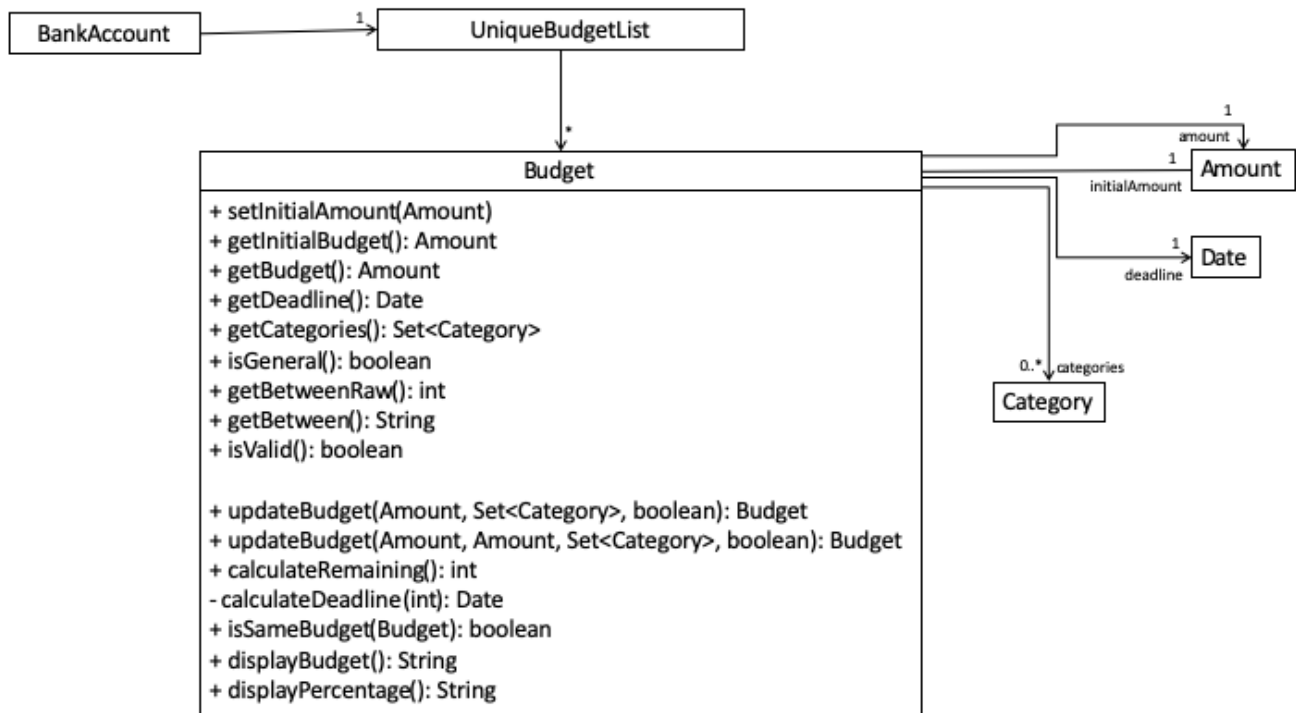 BankAccount
1
UniqueBudgetList
*
Budget
+ setInitialAmount(Amount)
+ getInitialBudget(): Amount
+ getBudget(): Amount
+ getDeadline(): Date
+ getCategories(): Set<Category>
+ isGeneral(): boolean
+ getBetweenRaw(): int
+ getBetween(): String
+ isValid(): boolean
+ updateBudget(Amount, Set<Category>, boolean): Budget
+ updateBudget(Amount, Amount, Set<Category>, boolean): Budget
+ calculateRemaining(): int
- calculateDeadline(int): Date
+ isSameBudget(Budget): boolean
+ displayBudget(): String
+ displayPercentage(): String
1
amount
1
initialAmount
Amount
1
deadline
Date
0..* categories
Category